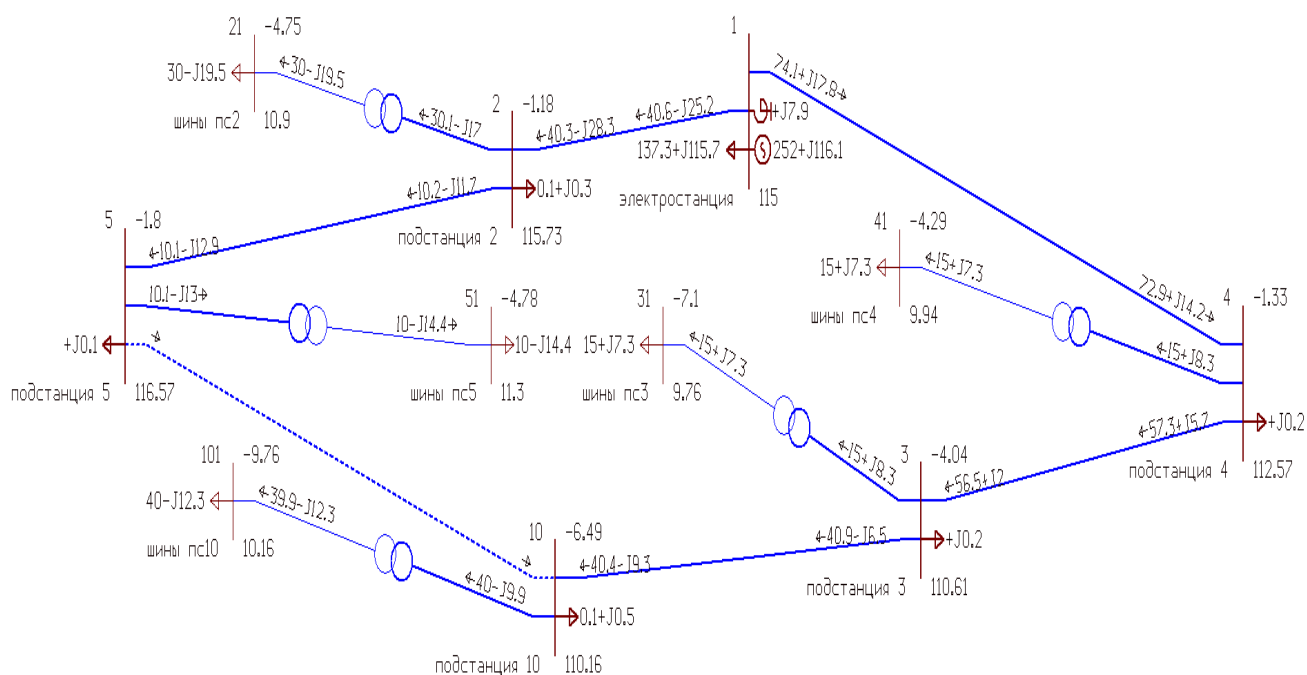 21 -4.75
30-J19.5
←30-J19.5
шины пс2 10.9
←30.1-J17
2 -1.18
←40.3-J28.3
←40.6-J25.2
1
74.1+J17.8→
+J7.9
137.3+J115.7
252+J116.1
электростанция 115
←10.2-J11.7
0.1+J0.3
подстанция 2 115.73
5 -1.8
←10.1-J12.9
10.1-J13→
+J0.1
подстанция 5 116.57
51 -4.78
10-J14.4→
10-J14.4
шины пс5 11.3
31 -7.1
15+J7.3
←15+J7.3
шины пс3 9.76
41 -4.29
15+J7.3
←15+J7.3
шины пс4 9.94
72.9+J14.2→
4 -1.33
←15+J8.3
←57.3+J5.7
+J0.2
подстанция 4 112.57
3 -4.04
←15+J8.3
←56.5+J2
←40.9-J6.5
+J0.2
подстанция 3 110.61
101 -9.76
40-J12.3
←39.9-J12.3
шины пс10 10.16
←40-J9.9
10 -6.49
←40.4-J9.3
0.1+J0.5
подстанция 10 110.16